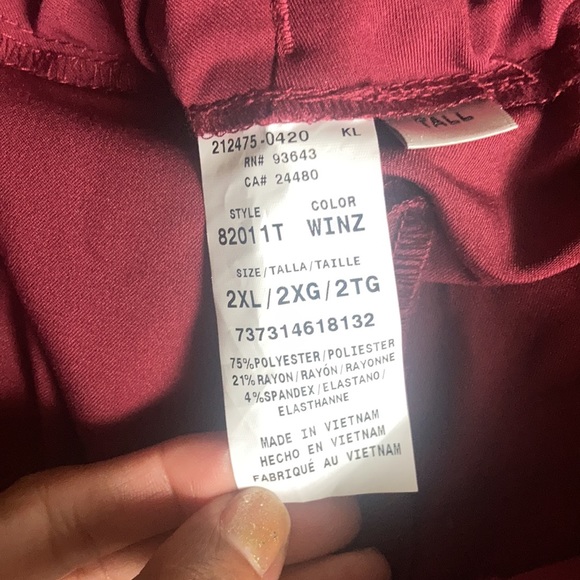 TALL
212475-0420 KL
RN# 93643
CA# 24480
STYLE COLOR
82011T WINZ
SIZE/TALLA/TAILLE
2XL/2XG/2TG
737314618132
75%POLYESTER/POLIESTER
21%RAYON/RAYÓN/RAYONNE
4%SPANDEX/ELASTANO/
ELASTHANNE
MADE IN VIETNAM
HECHO EN VIETNAM
FABRIQUÉ AU VIETNAM